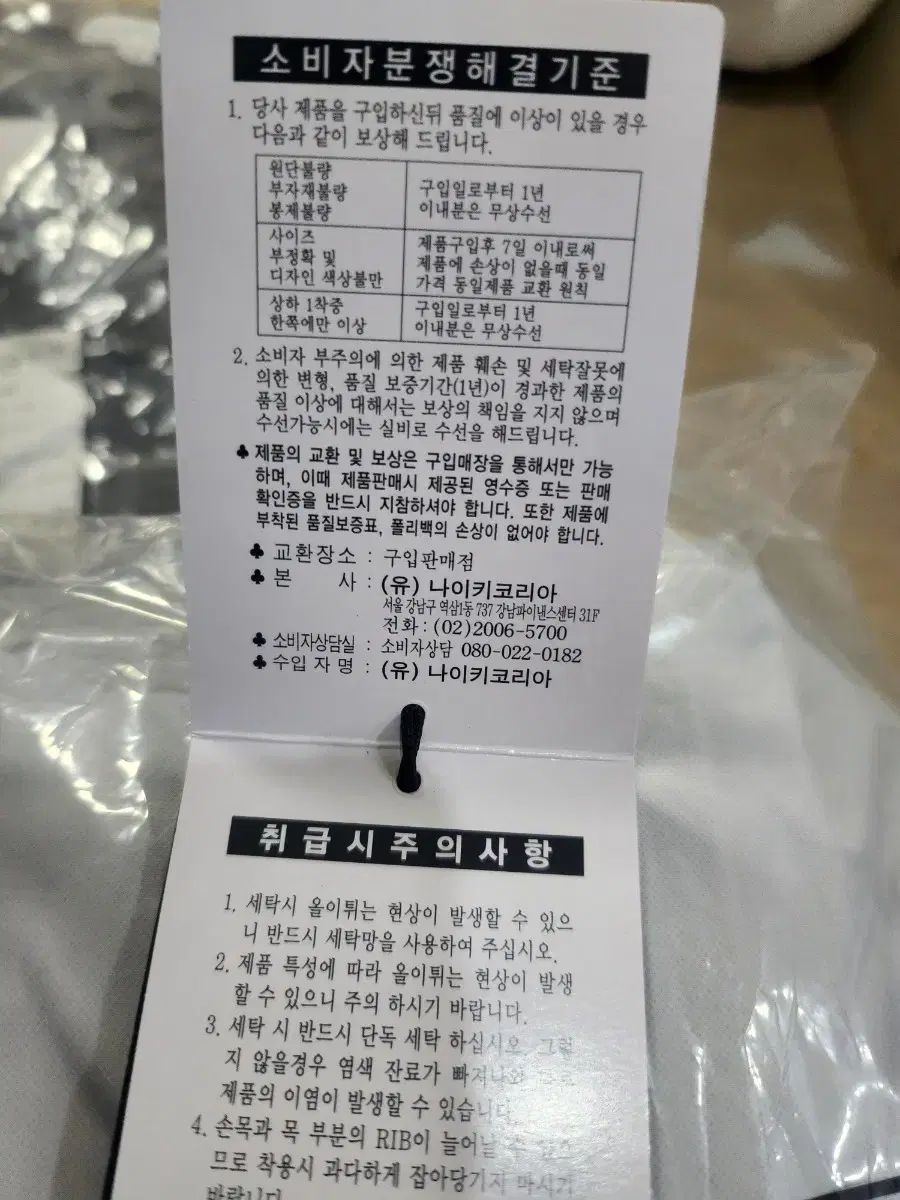 소비자분쟁해결기준
1. 당사 제품을 구입하신뒤 품질에 이상이 있을 경우
다음과 같이 보상해 드립니다.
원단불량
부자재불량
봉제불량
구입일로부터 1년
이내분은 무상수선
사이즈
부정확 및
디자인 색상불만
제품구입후 7일 이내로써
제품에 손상이 없을때 동일
가격 동일제품 교환 원칙
상하 1착중
한쪽에만 이상
구입일로부터 1년
이내분은 무상수선
2. 소비자 부주의에 의한 제품 훼손 및 세탁잘못에
의한 변형, 품질 보증기간(1년)이 경과한 제품의
품질 이상에 대해서는 보상의 책임을 지지 않으며
수선가능시에는 실비로 수선을 해드립니다.
♣ 제품의 교환 및 보상은 구입매장을 통해서만 가능
하며, 이때 제품판매시 제공된 영수증 또는 판매
확인증을 반드시 지참하셔야 합니다. 또한 제품에
부착된 품질보증표, 폴리백의 손상이 없어야 합니다.
♣ 교환장소 : 구입판매점
♣ 본 사 : (유) 나이키코리아
서울 강남구 역삼1동 737 강남파이낸스센터 31F
전화 : (02)2006-5700
♣ 소비자상담실 : 소비자상담 080-022-0182
♣ 수입 자명 : (유) 나이키코리아
취급시주의사항
1. 세탁시 올이튀는 현상이 발생할 수 있으
니 반드시 세탁망을 사용하여 주십시오.
2. 제품 특성에 따라 올이튀는 현상이 발생
할 수 있으니 주의 하시기 바랍니다.
3. 세탁 시 반드시 단독 세탁 하십시오. 그렇
지 않을경우 염색 잔료가 빠져나와
제품의 이염이 발생할 수 있습니다.
4. 손목과 목 부분의 RIB이 늘어날 수 있으
므로 착용시 과다하게 잡아당기지 마시기
바랍니다.